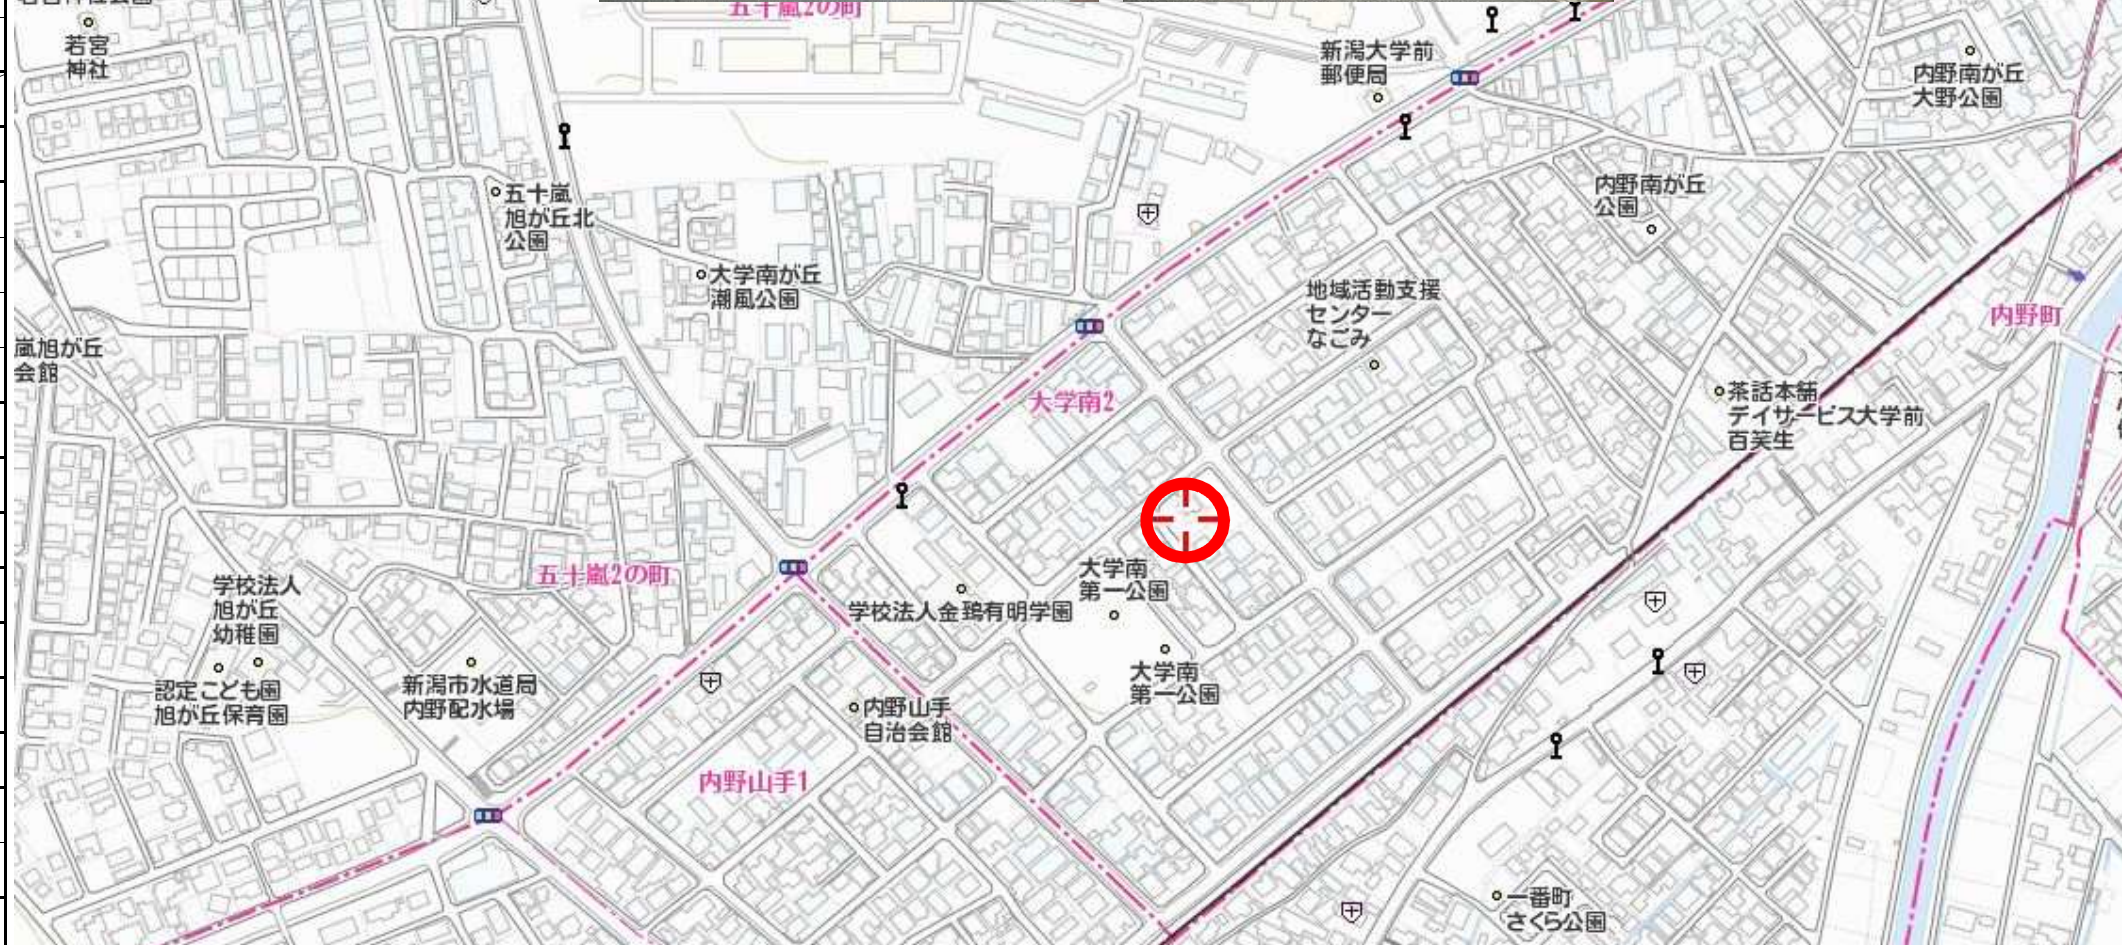 五十嵐2の町
若宮
神社
新潟大学前
郵便局
内野南が丘
大野公園
五十嵐
旭が丘北
公園
内野南が丘
公園
大学南が丘
潮風公園
地域活動支援
センター
なごみ
内野町
嵐旭が丘
会館
大学南2
茶話本舗
デイサービス大学前
百笑生
五十嵐2の町
大学南
第一公園
学校法人
旭が丘
幼稚園
学校法人金鵄有明学園
大学南
第一公園
認定こども園
旭が丘保育園
新潟市水道局
内野配水場
内野山手
自治会館
内野山手1
一番町
さくら公園